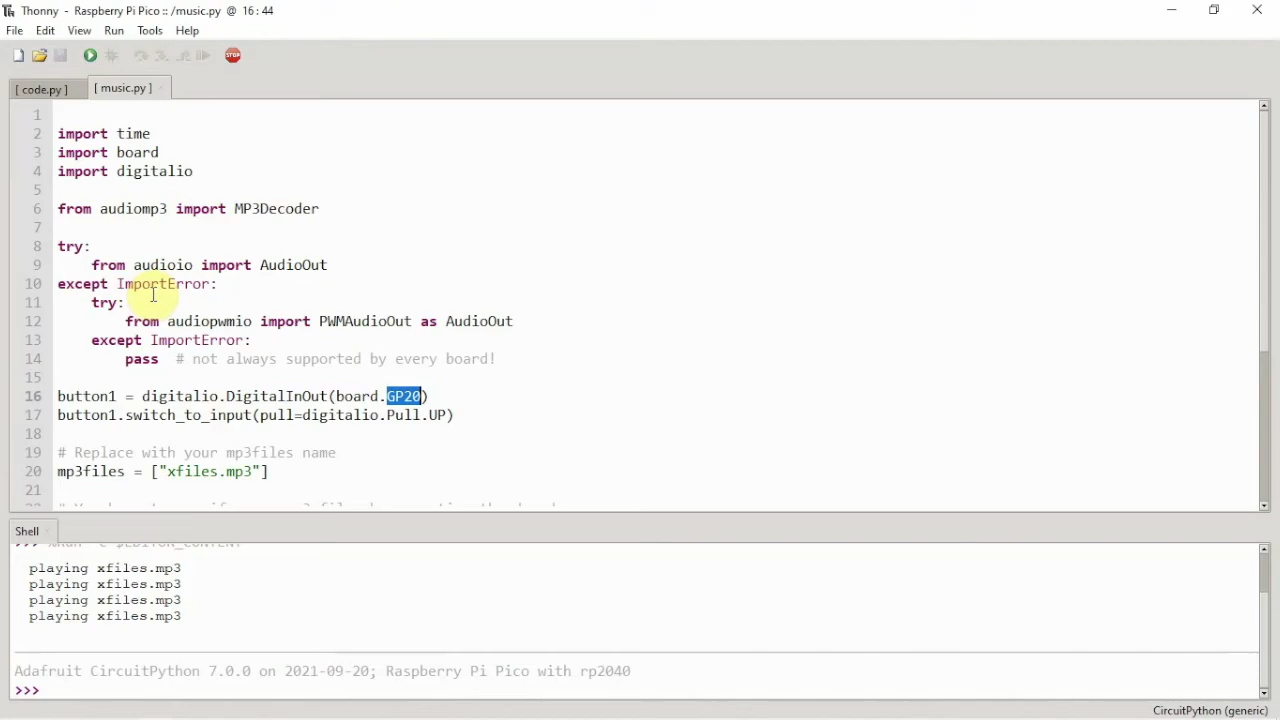 Thonny - Raspberry Pi Pico :: /music.py @ 16 : 44
File Edit View Run Tools Help
STOP
[ code.py ] [ music.py ] ×
1
2 import time
3 import board
4 import digitalio
5
6 from audiomp3 import MP3Decoder
7
8 try:
9 from audioio import AudioOut
10 except ImportError:
11 try:
12 from audiopwmio import PWMAudioOut as AudioOut
13 except ImportError:
14 pass # not always supported by every board!
15
16 button1 = digitalio.DigitalInOut(board.GP20)
17 button1.switch_to_input(pull=digitalio.Pull.UP)
18
19 # Replace with your mp3files name
20 mp3files = ["xfiles.mp3"]
21
Shell ×
>>> %Run -c $EDITOR_CONTENT
playing xfiles.mp3
playing xfiles.mp3
playing xfiles.mp3
playing xfiles.mp3
Adafruit CircuitPython 7.0.0 on 2021-09-20; Raspberry Pi Pico with rp2040
>>>
CircuitPython (generic)